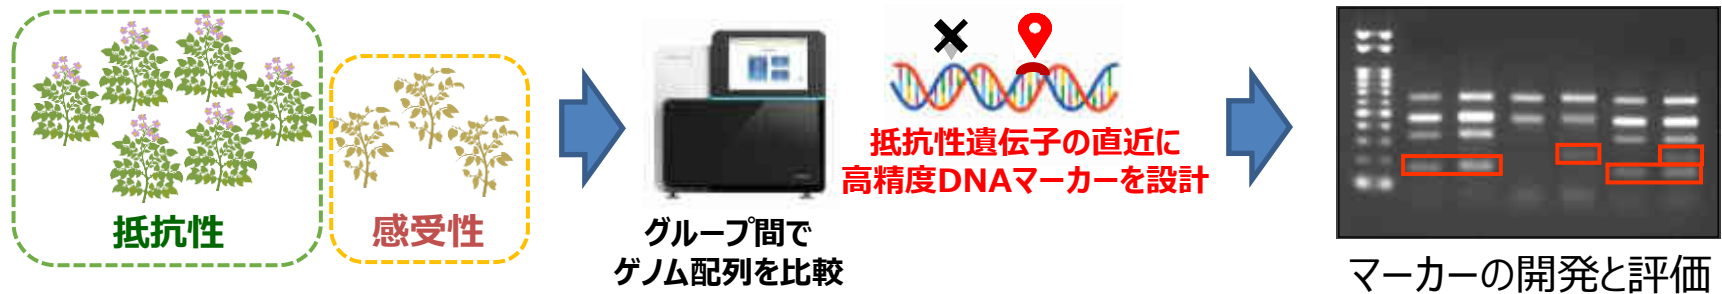 抵抗性
感受性
グループ間で
ゲノム配列を比較
抵抗性遺伝子の直近に
高精度DNAマーカーを設計
マーカーの開発と評価